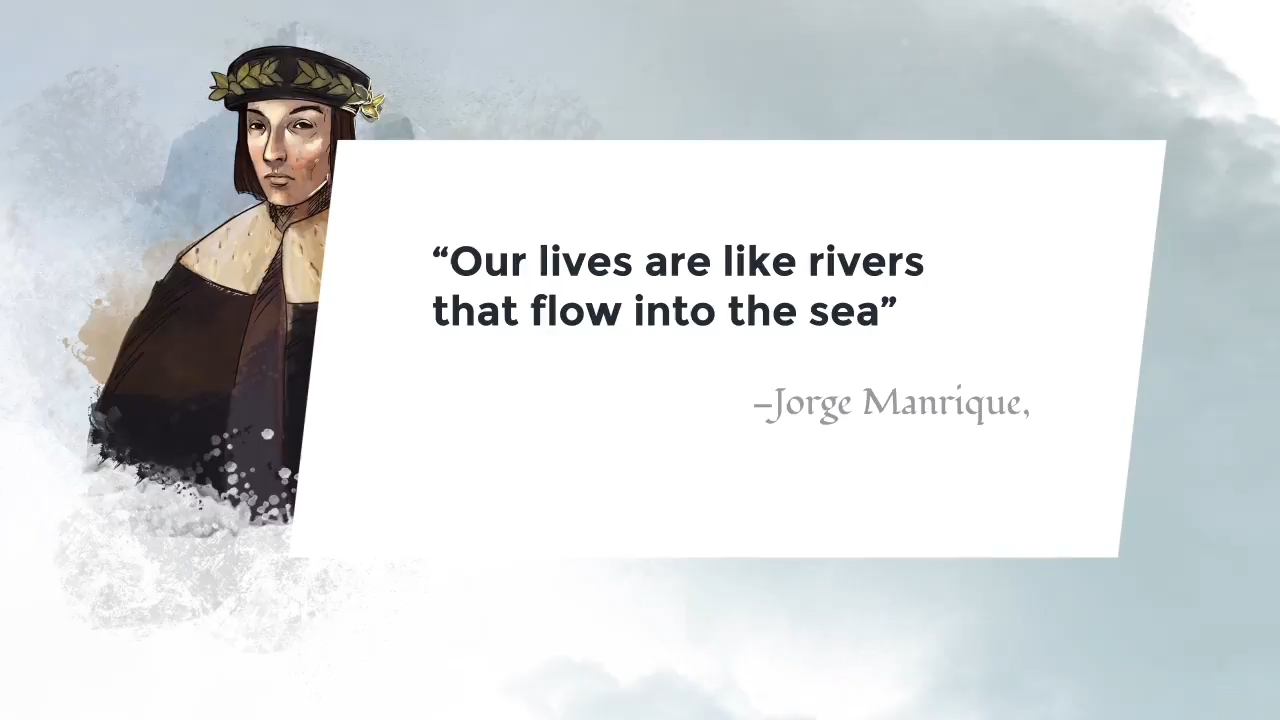 “Our lives are like rivers
that flow into the sea”
–Jorge Manrique,